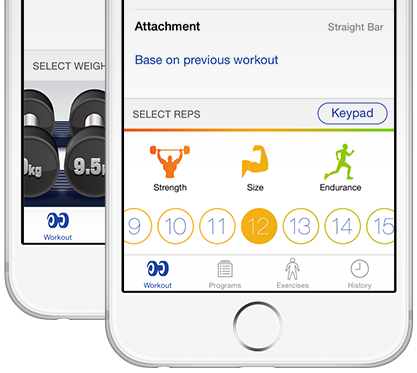 Attachment Straight Bar
Base on previous workout
SELECT REPS Keypad
Strength Size Endurance
9 10 11 12 13 14 15
Workout Programs Exercises History
SELECT WEIGH
kg 9.5
Workout